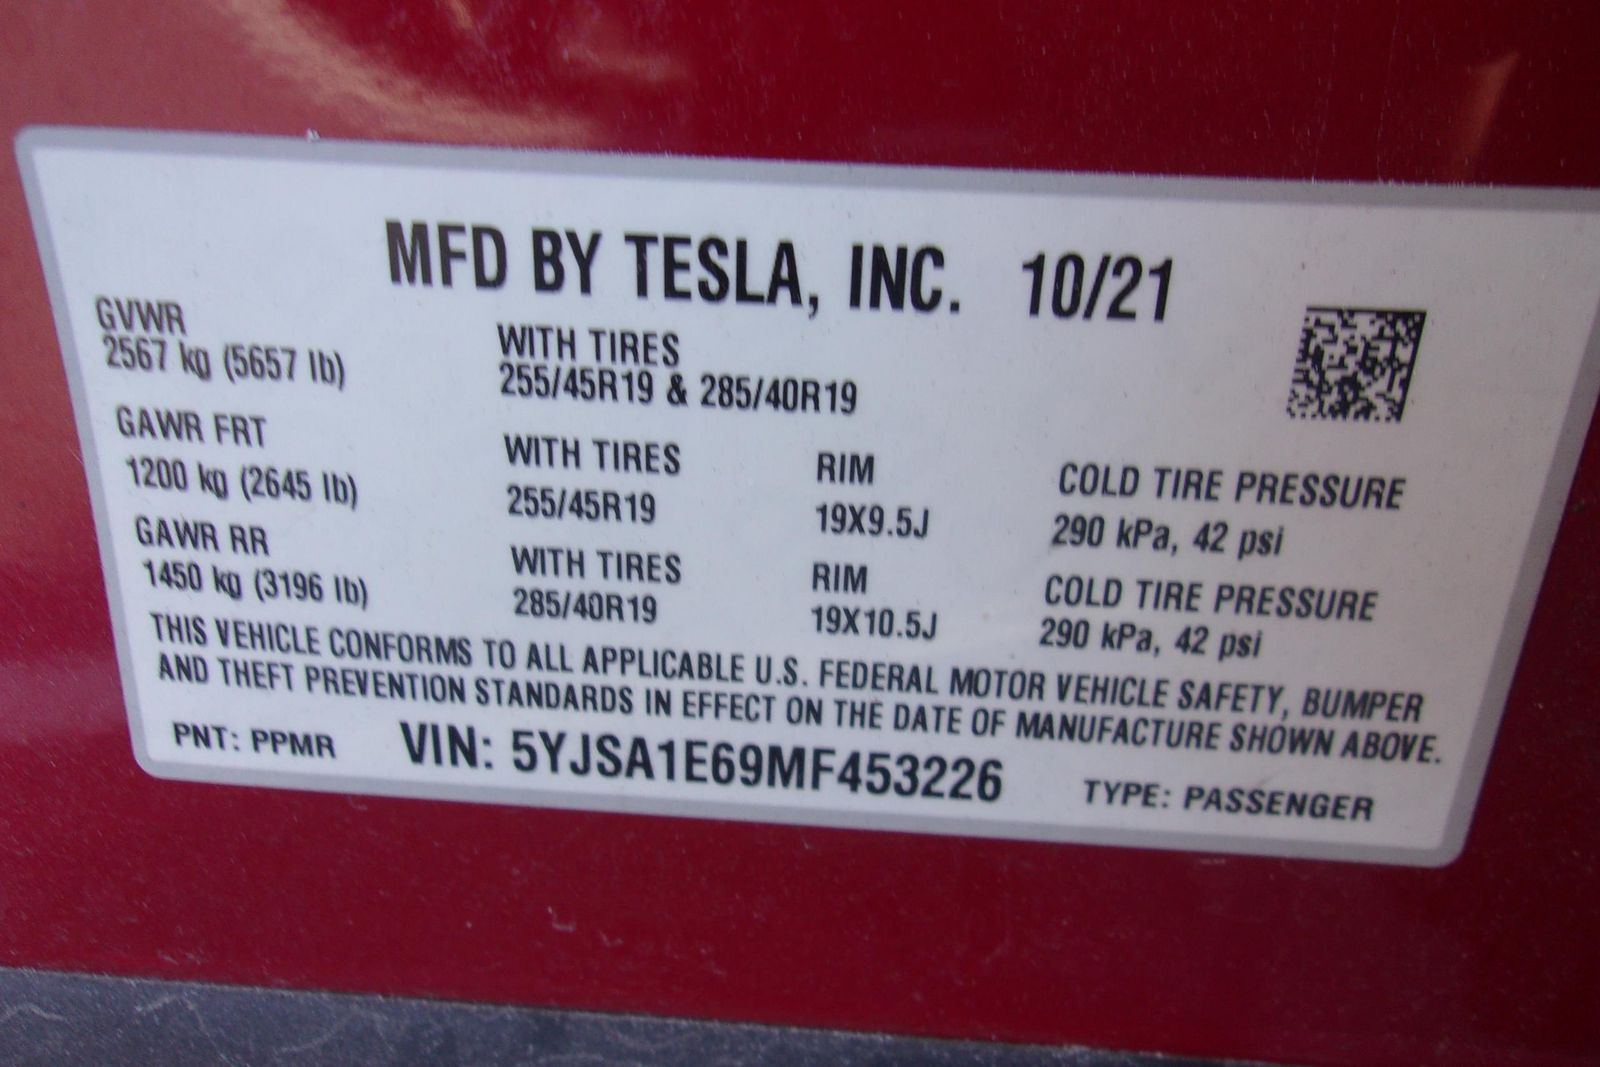 MFD BY TESLA, INC. 10/21
GVWR
2567 kg (5657 lb)
WITH TIRES
255/45R19 & 285/40R19
GAWR FRT
1200 kg (2645 lb)
WITH TIRES
255/45R19
RIM
19X9.5J
COLD TIRE PRESSURE
290 kPa, 42 psi
GAWR RR
1450 kg (3196 lb)
WITH TIRES
285/40R19
RIM
19X10.5J
COLD TIRE PRESSURE
290 kPa, 42 psi
THIS VEHICLE CONFORMS TO ALL APPLICABLE U.S. FEDERAL MOTOR VEHICLE SAFETY, BUMPER
AND THEFT PREVENTION STANDARDS IN EFFECT ON THE DATE OF MANUFACTURE SHOWN ABOVE.
PNT: PPMR VIN: 5YJSA1E69MF453226 TYPE: PASSENGER